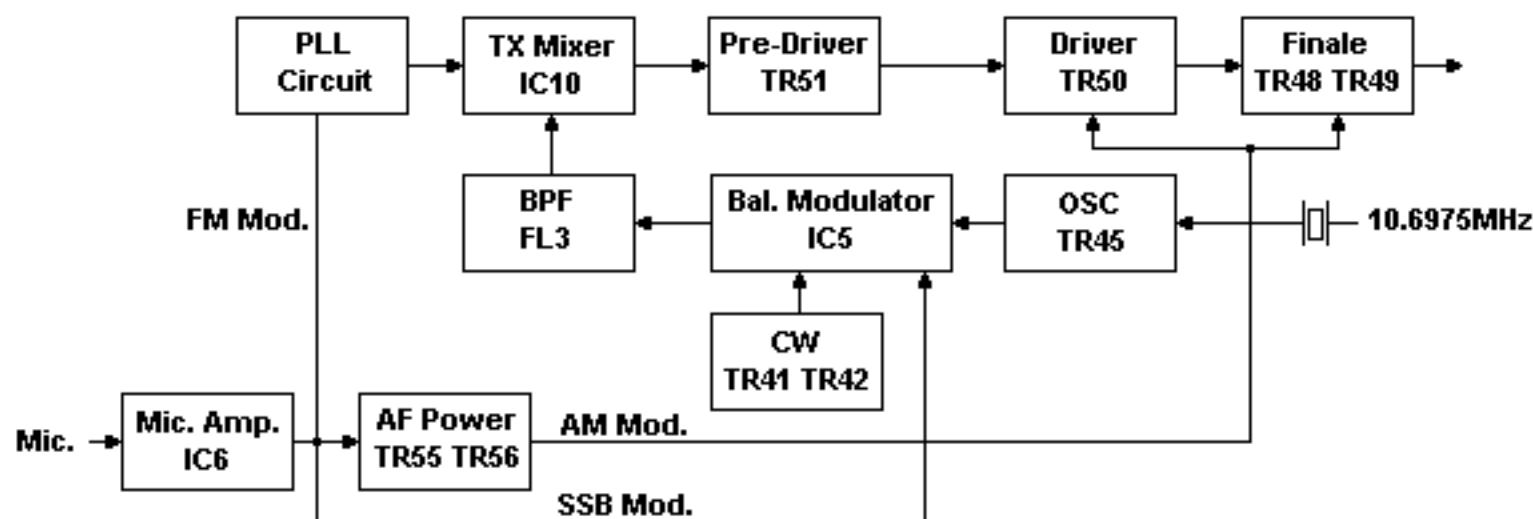 PLL
Circuit
TX Mixer
IC10
Pre-Driver
TR51
Driver
TR50
Finale
TR48 TR49
FM Mod.
BPF
FL3
Bal. Modulator
IC5
OSC
TR45
10.6975MHz
CW
TR41 TR42
Mic.
Mic. Amp.
IC6
AF Power
TR55 TR56
AM Mod.
SSB Mod.